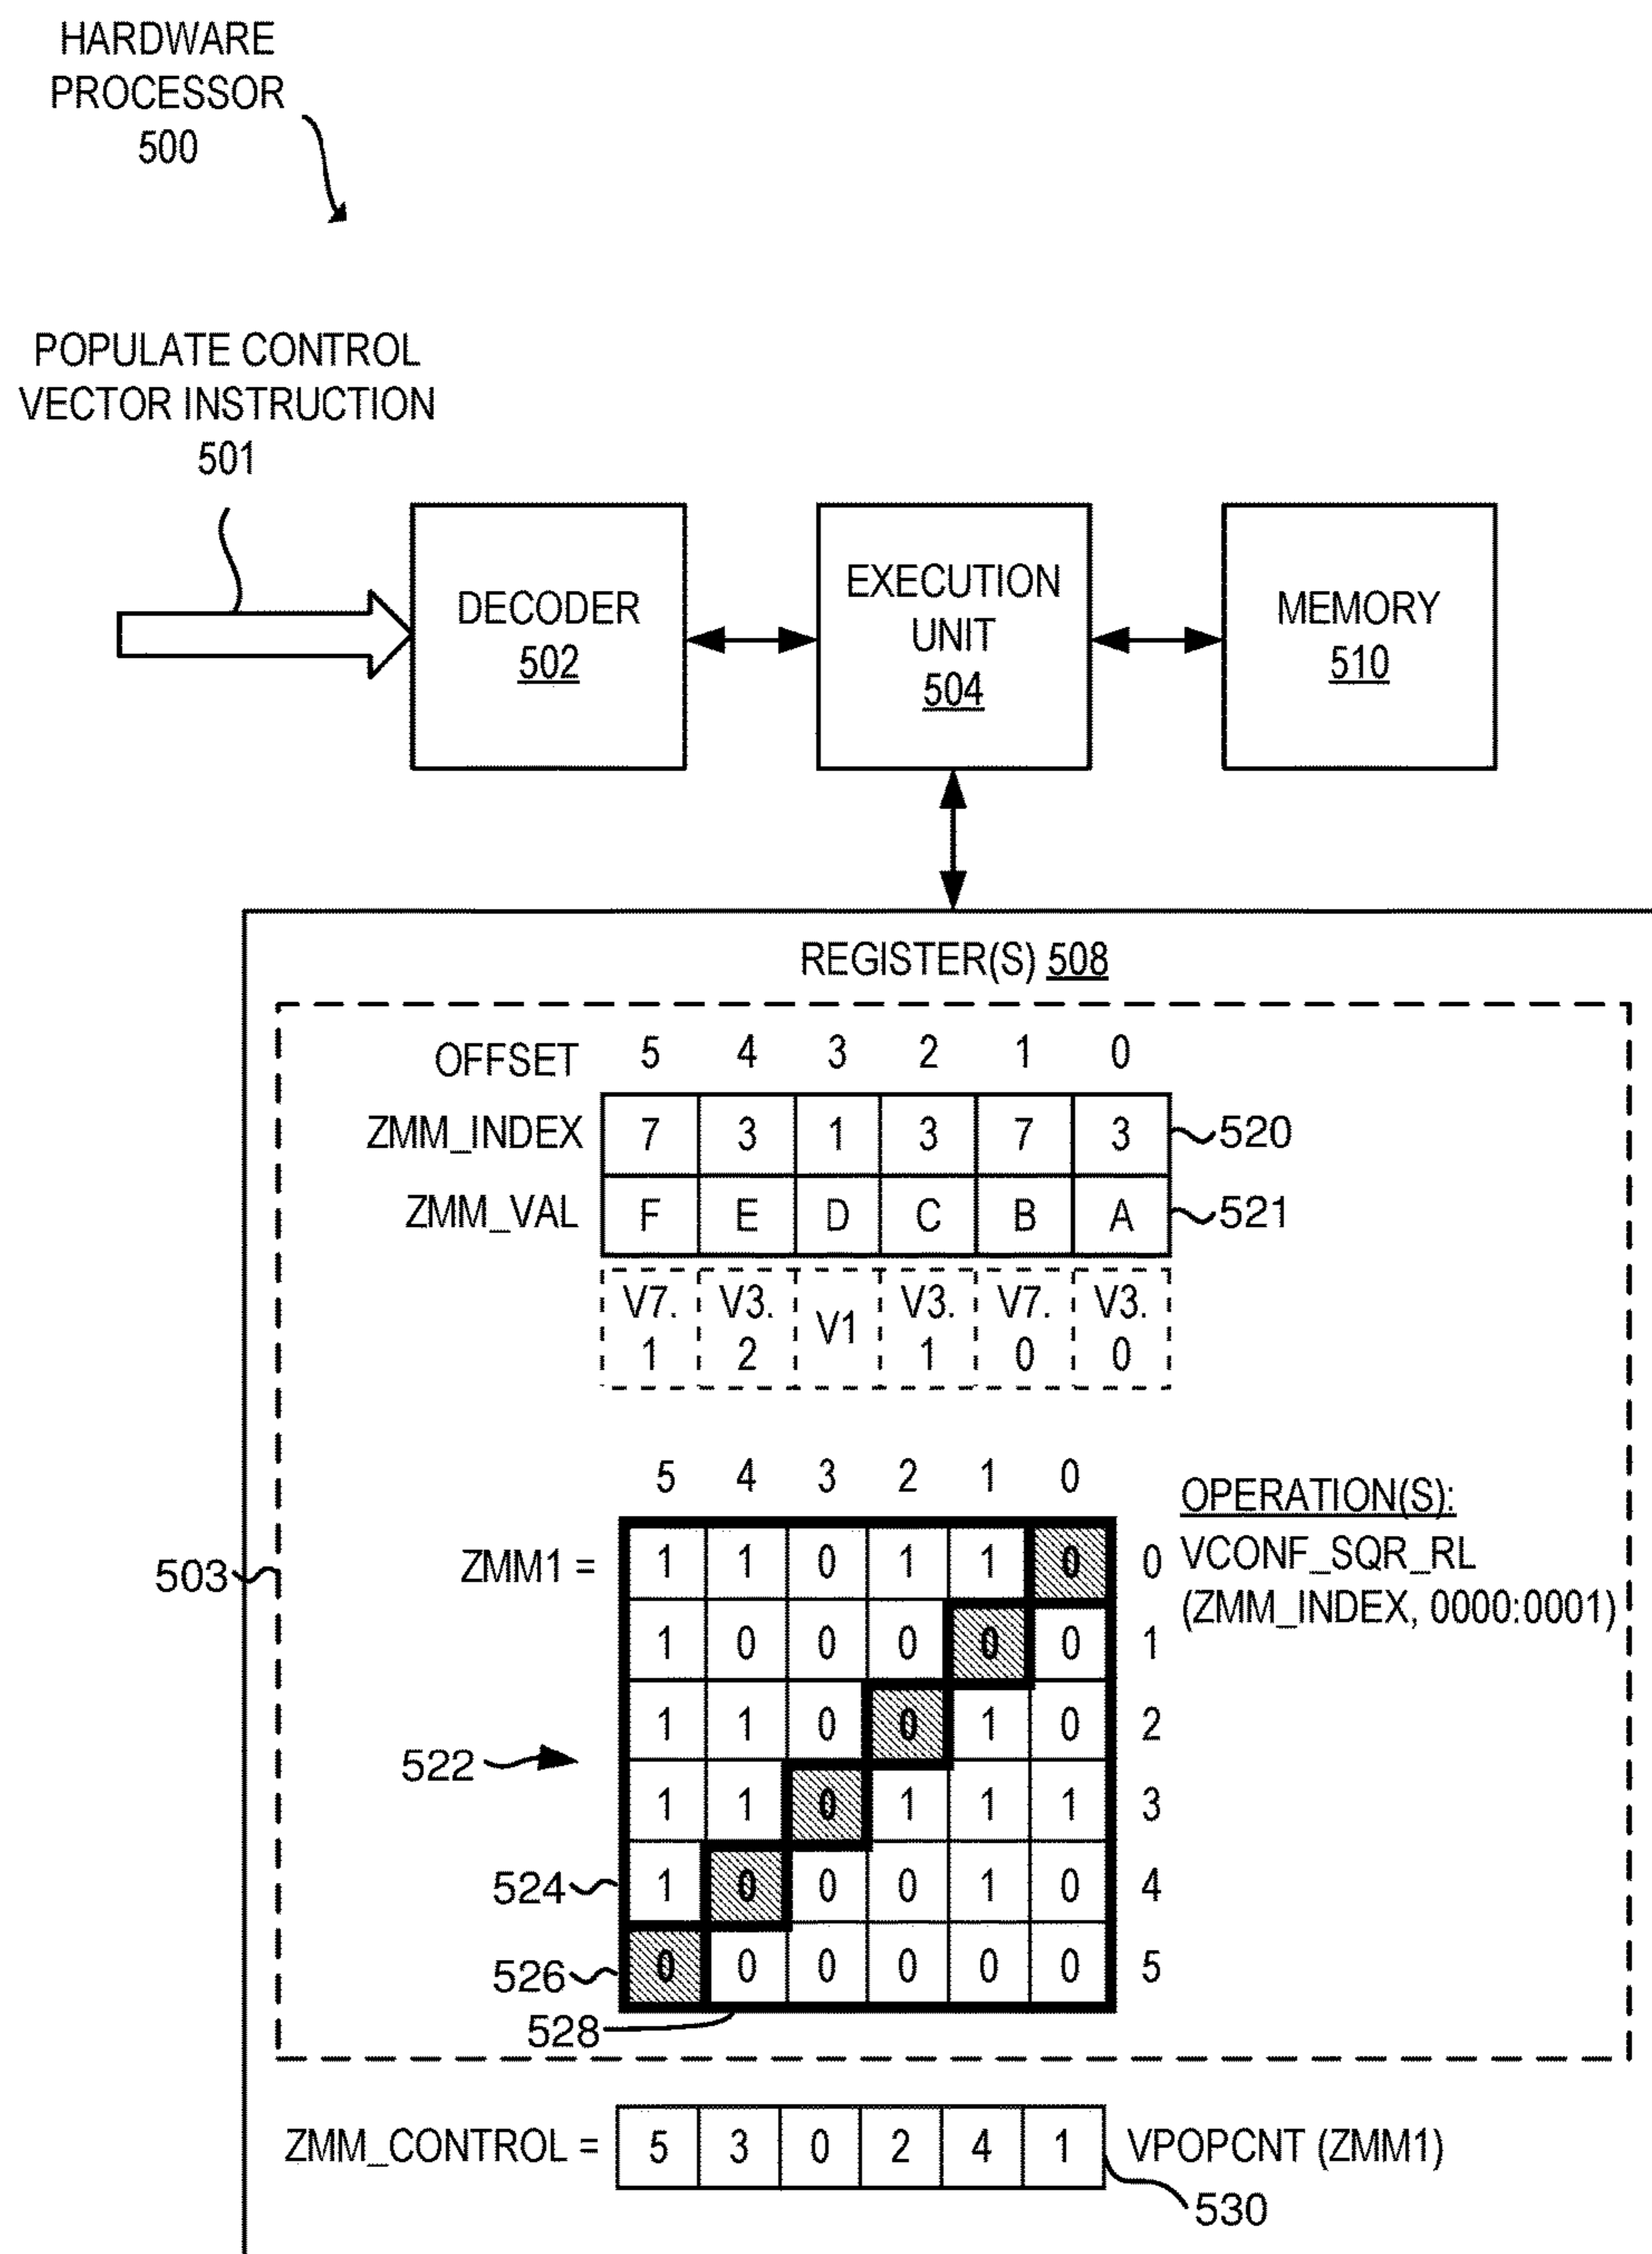 HARDWARE
PROCESSOR
500
POPULATE CONTROL
VECTOR INSTRUCTION
501
DECODER
502
EXECUTION
UNIT
504
MEMORY
510
REGISTER(S) 508
OFFSET 5 4 3 2 1 0
ZMM_INDEX 7 3 1 3 7 3 520
ZMM_VAL F E D C B A 521
V7. V3. V1 V3. V7. V3.
1 2 1 0 0
5 4 3 2 1 0
OPERATION(S):
ZMM1 = 1 1 0 1 1 0 0 VCONF_SQR_RL
(ZMM_INDEX, 0000:0001)
503
1 0 0 0 0 0 1
1 1 0 0 1 0 2
522
1 1 0 1 1 1 3
524 1 0 0 0 1 0 4
526 0 0 0 0 0 0 5
528
ZMM_CONTROL = 5 3 0 2 4 1 VPOPCNT (ZMM1)
530